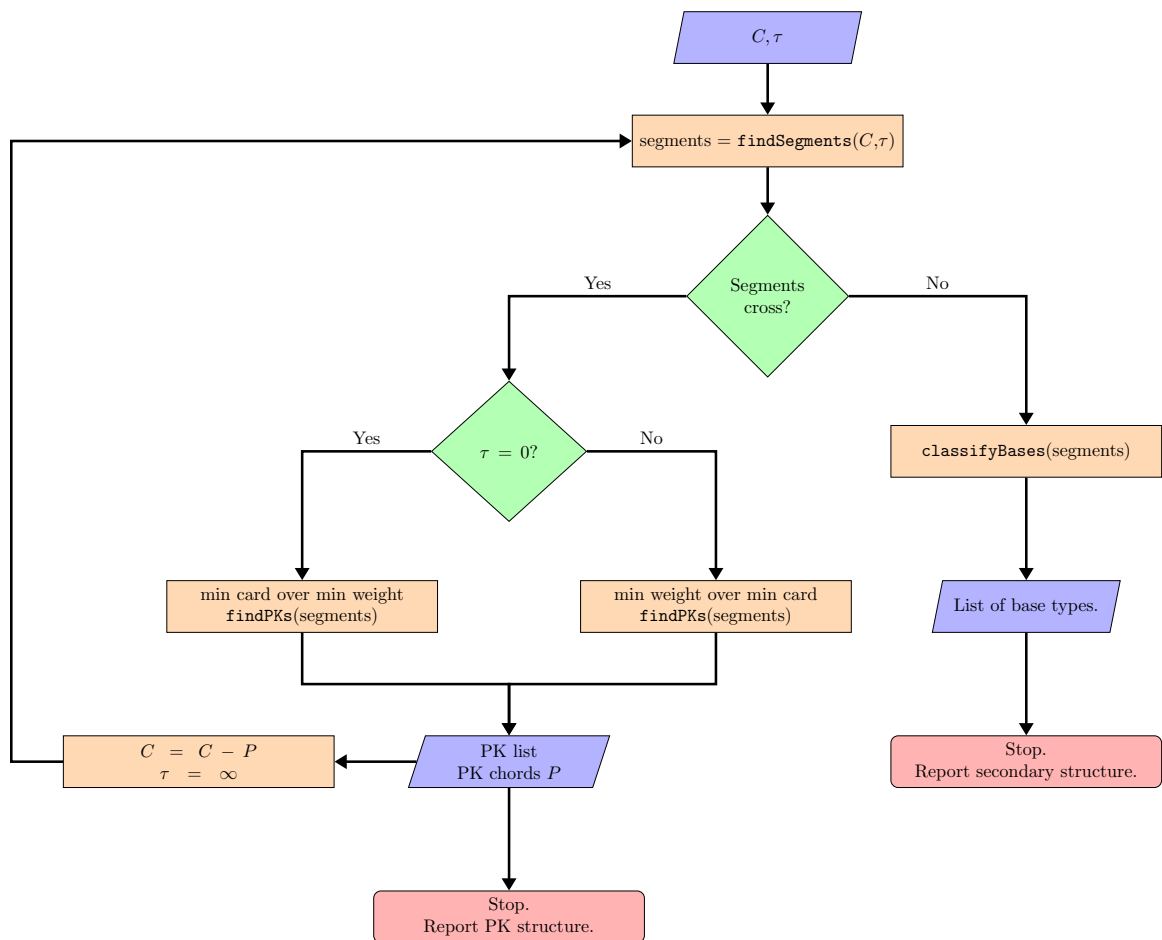 C, τ
segments = findSegments(C,τ)
Segments
cross?
Yes
No
τ = 0?
Yes
No
classifyBases(segments)
min card over min weight
findPKs(segments)
min weight over min card
findPKs(segments)
List of base types.
C = C − P
τ = ∞
PK list
PK chords P
Stop.
Report secondary structure.
Stop.
Report PK structure.